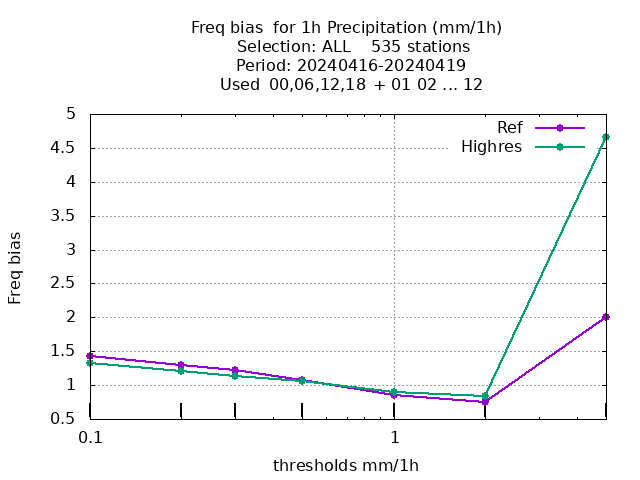 Freq bias  for 1h Precipitation (mm/1h)
Selection: ALL    535 stations
Period: 20240416-20240419
Used  00,06,12,18  + 01 02 ... 12
Ref
Highres
5
4.5
4
3.5
3
2.5
2
1.5
1
0.5
Freq bias
0.1
1
thresholds mm/1h